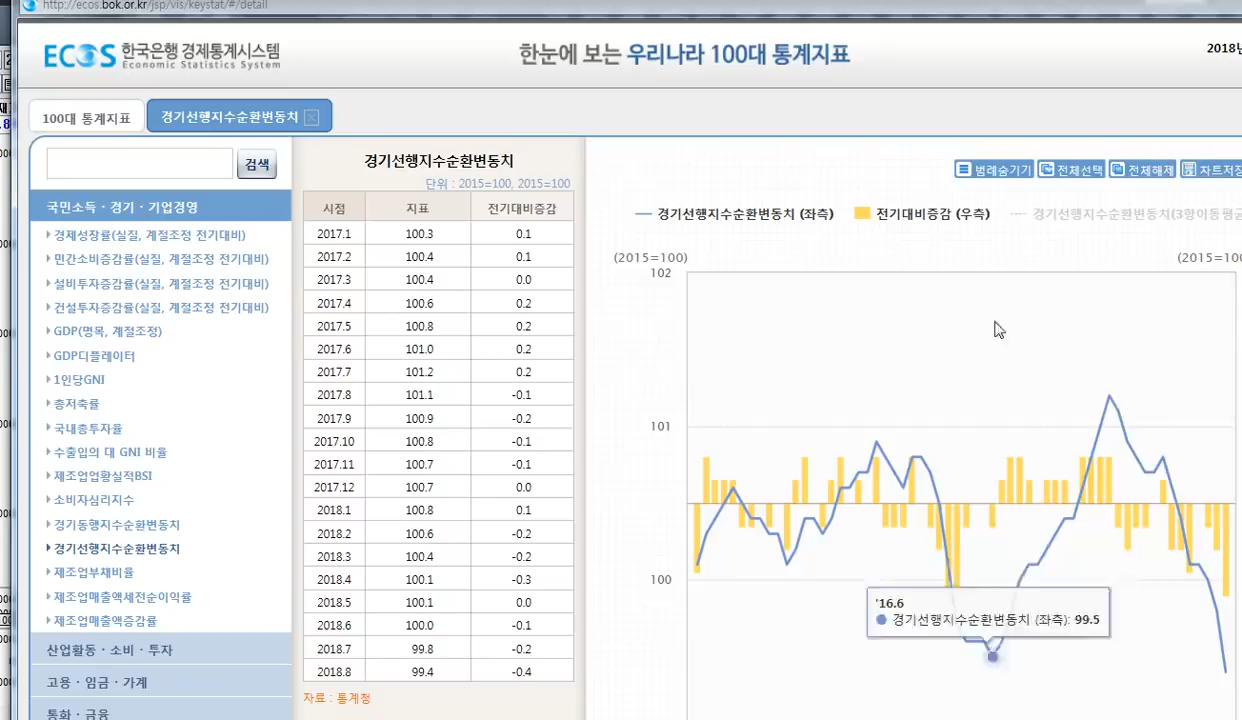 http://ecos.bok.or.kr/jsp/vis/keystat/#/detail
ECOS 한국은행 경제통계시스템
Economic Statistics System
한눈에 보는 우리나라 100대 통계지표
2018년
100대 통계지표
경기선행지수순환변동치
검색
국민소득 · 경기 · 기업경영
경제성장률(실질, 계절조정 전기대비)
민간소비증감률(실질, 계절조정 전기대비)
설비투자증감률(실질, 계절조정 전기대비)
건설투자증감률(실질, 계절조정 전기대비)
GDP(명목, 계절조정)
GDP디플레이터
1인당GNI
총저축률
국내총투자율
수출입의 대 GNI 비율
제조업업황실적BSI
소비자심리지수
경기동행지수순환변동치
경기선행지수순환변동치
제조업부채비율
제조업매출액세전순이익률
제조업매출액증감률
산업활동 · 소비 · 투자
고용 · 임금 · 가계
통화 · 금융
경기선행지수순환변동치
단위 : 2015=100, 2015=100
시점 지표 전기대비증감
2017.1 100.3 0.1
2017.2 100.4 0.1
2017.3 100.4 0.0
2017.4 100.6 0.2
2017.5 100.8 0.2
2017.6 101.0 0.2
2017.7 101.2 0.2
2017.8 101.1 -0.1
2017.9 100.9 -0.2
2017.10 100.8 -0.1
2017.11 100.7 -0.1
2017.12 100.7 0.0
2018.1 100.8 0.1
2018.2 100.6 -0.2
2018.3 100.4 -0.2
2018.4 100.1 -0.3
2018.5 100.1 0.0
2018.6 100.0 -0.1
2018.7 99.8 -0.2
2018.8 99.4 -0.4
자료 : 통계청
범례숨기기 전체선택 전체해제 차트저장
경기선행지수순환변동치 (좌측) 전기대비증감 (우측) 경기선행지수순환변동치(3항이동평균
(2015=100) (2015=100
102
101
100
'16.6
경기선행지수순환변동치 (좌측): 99.5